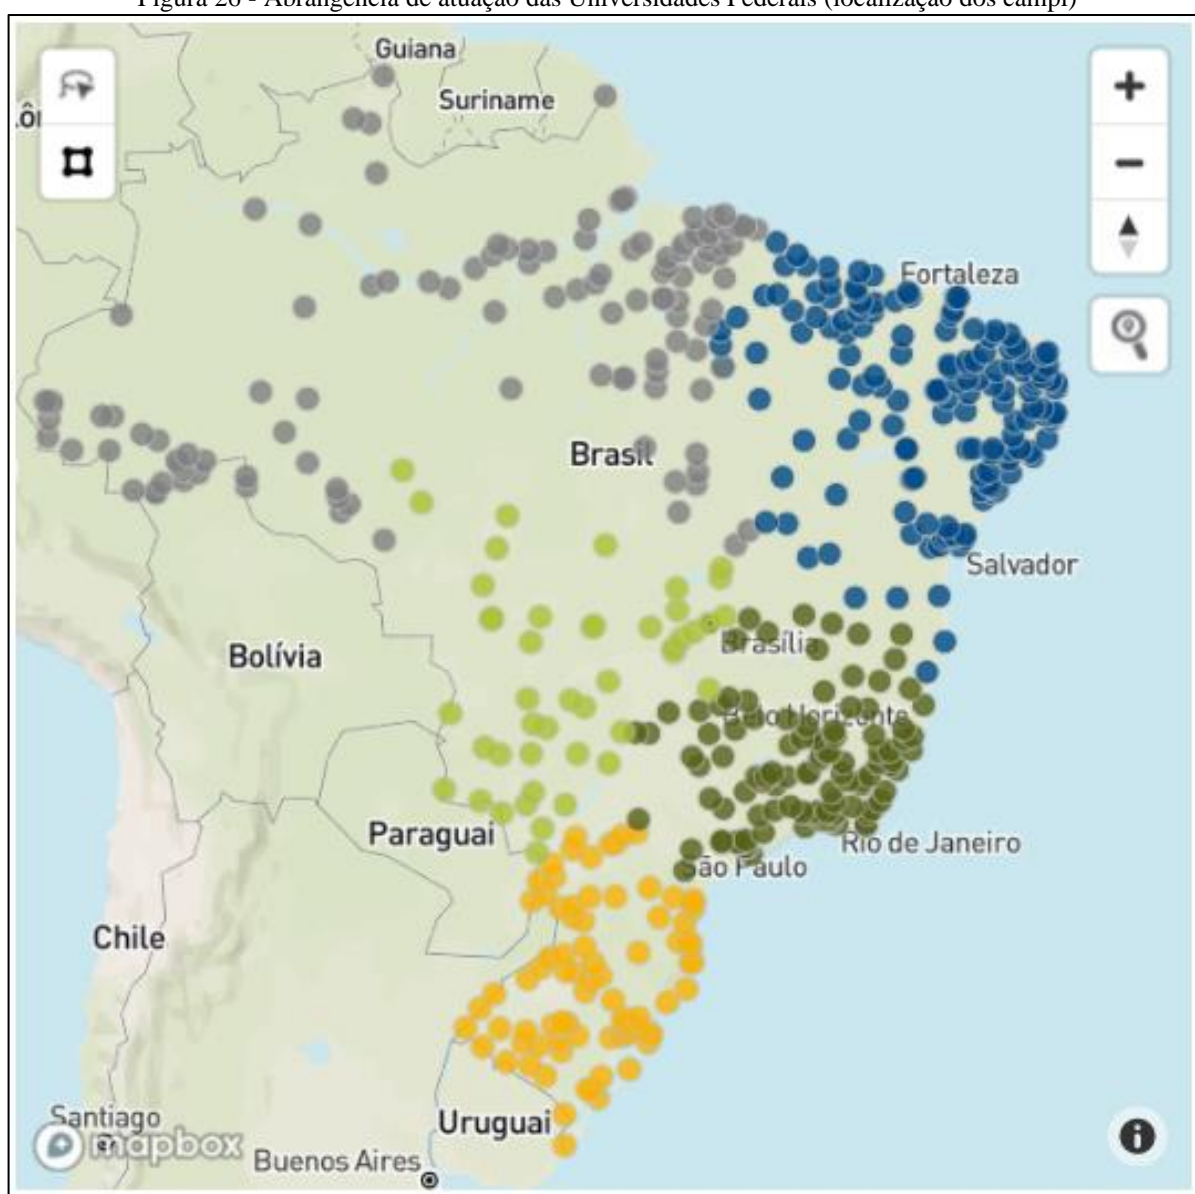 Figura 26 - Abrangência de atuação das Universidades Federais (localização dos campi)
Guiana
Suriname
Fortaleza
Brasil
Salvador
Brasília
Bolívia
Belo Horizonte
Paraguai
Rio de Janeiro
São Paulo
Chile
Santiago
Uruguai
mapbox
Buenos Aires